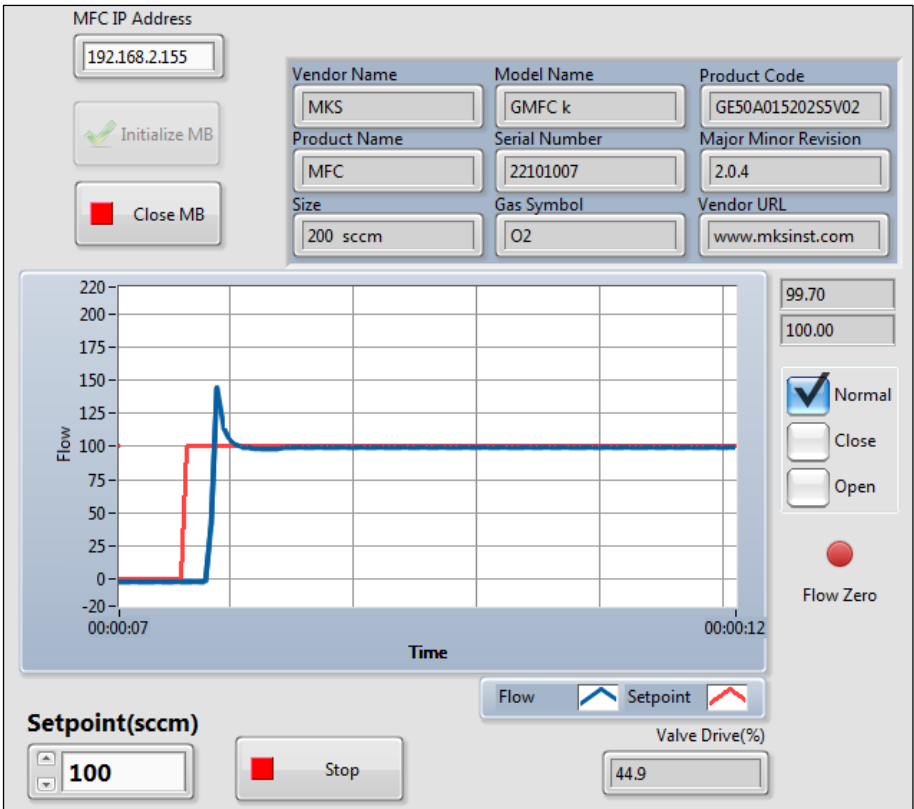 MFC IP Address
192.168.2.155
Initialize MB
Close MB
Vendor Name
MKS
Model Name
GMFC k
Product Code
GE50A015202S5V02
Product Name
MFC
Serial Number
22101007
Major Minor Revision
2.0.4
Size
200 sccm
Gas Symbol
O2
Vendor URL
www.mksinst.com
220
200
175
150
125
100
75
50
25
0
-20
Flow
00:00:07
00:00:12
Time
99.70
100.00
Normal
Close
Open
Flow Zero
Flow
Setpoint
Setpoint(sccm)
100
Stop
Valve Drive(%)
44.9